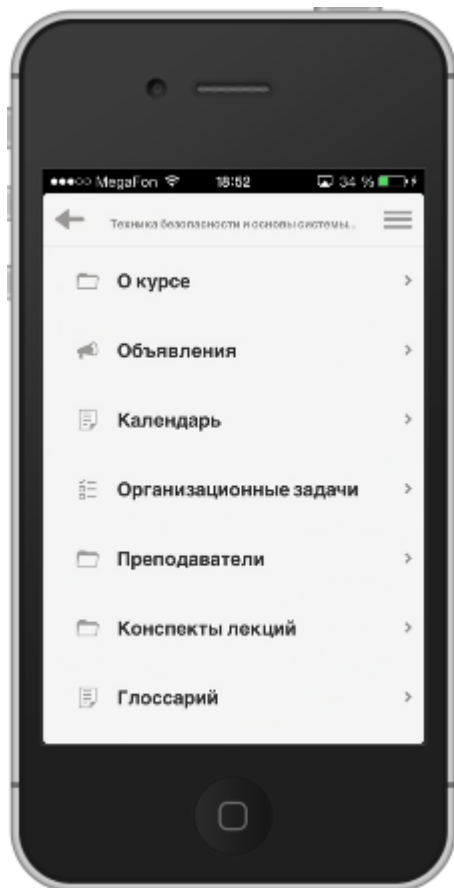 MegaFon 18:52 34 %
Техника безопасности и основы системы...
О курсе
Объявления
Календарь
Организационные задачи
Преподаватели
Конспекты лекций
Глоссарий